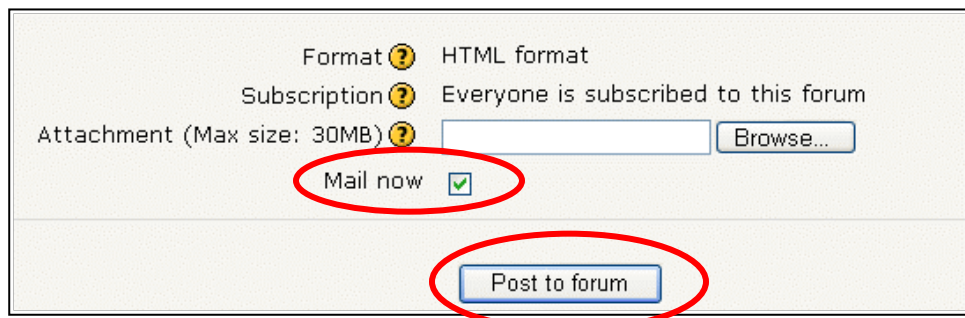 Format ? HTML format
Subscription ? Everyone is subscribed to this forum
Attachment (Max size: 30MB) ? Browse...
Mail now
Post to forum